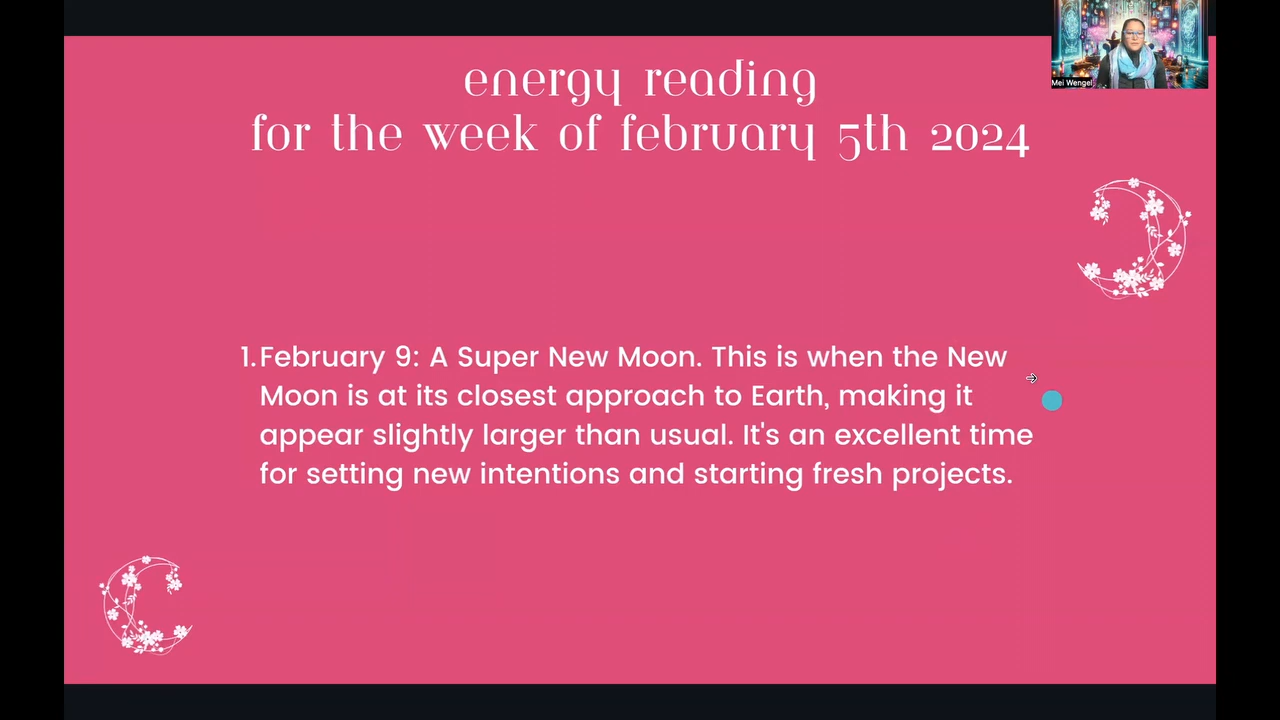 energy reading
for the week of february 5th 2024
Mei Wengel
1. February 9: A Super New Moon. This is when the New
Moon is at its closest approach to Earth, making it
appear slightly larger than usual. It's an excellent time
for setting new intentions and starting fresh projects.